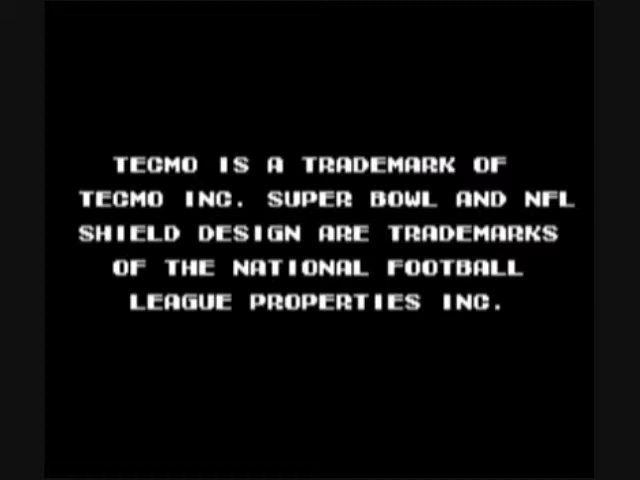 TECMO IS A TRADEMARK OF
TECMO INC. SUPER BOWL AND NFL
SHIELD DESIGN ARE TRADEMARKS
OF THE NATIONAL FOOTBALL
LEAGUE PROPERTIES INC.